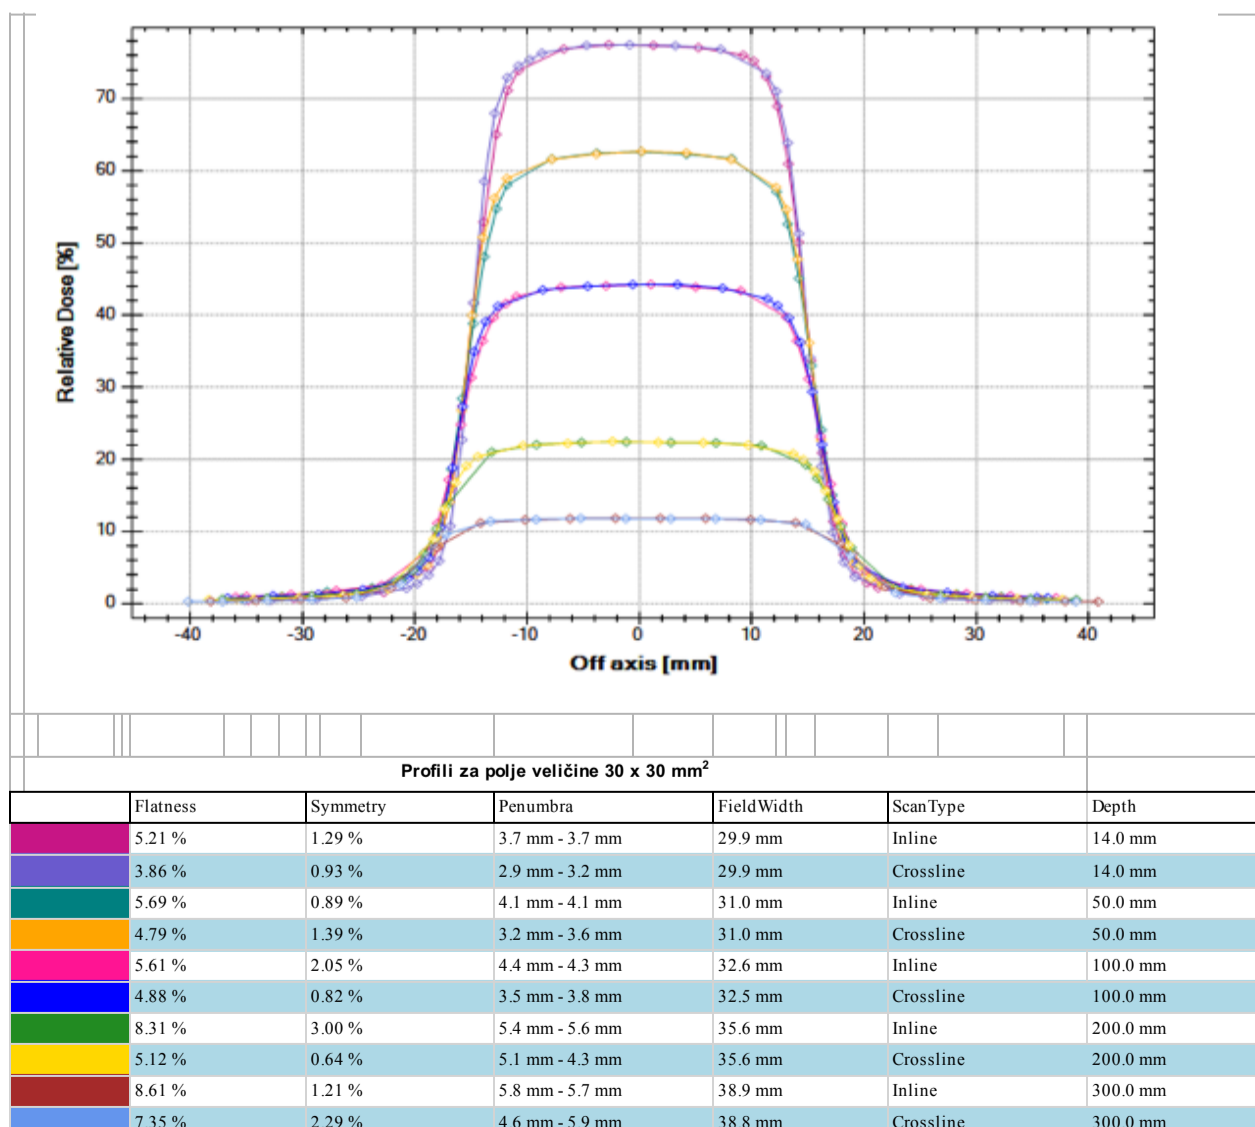 70
60
50
40
30
20
10
0
Relative Dose [%]
-40 -30 -20 -10 0 10 20 30 40
Off axis [mm]
Profili za polje veličine 30 x 30 mm²
Flatness Symmetry Penumbra FieldWidth ScanType Depth
5.21 % 1.29 % 3.7 mm - 3.7 mm 29.9 mm Inline 14.0 mm
3.86 % 0.93 % 2.9 mm - 3.2 mm 29.9 mm Crossline 14.0 mm
5.69 % 0.89 % 4.1 mm - 4.1 mm 31.0 mm Inline 50.0 mm
4.79 % 1.39 % 3.2 mm - 3.6 mm 31.0 mm Crossline 50.0 mm
5.61 % 2.05 % 4.4 mm - 4.3 mm 32.6 mm Inline 100.0 mm
4.88 % 0.82 % 3.5 mm - 3.8 mm 32.5 mm Crossline 100.0 mm
8.31 % 3.00 % 5.4 mm - 5.6 mm 35.6 mm Inline 200.0 mm
5.12 % 0.64 % 5.1 mm - 4.3 mm 35.6 mm Crossline 200.0 mm
8.61 % 1.21 % 5.8 mm - 5.7 mm 38.9 mm Inline 300.0 mm
7.35 % 2.29 % 4.6 mm - 5.9 mm 38.8 mm Crossline 300.0 mm